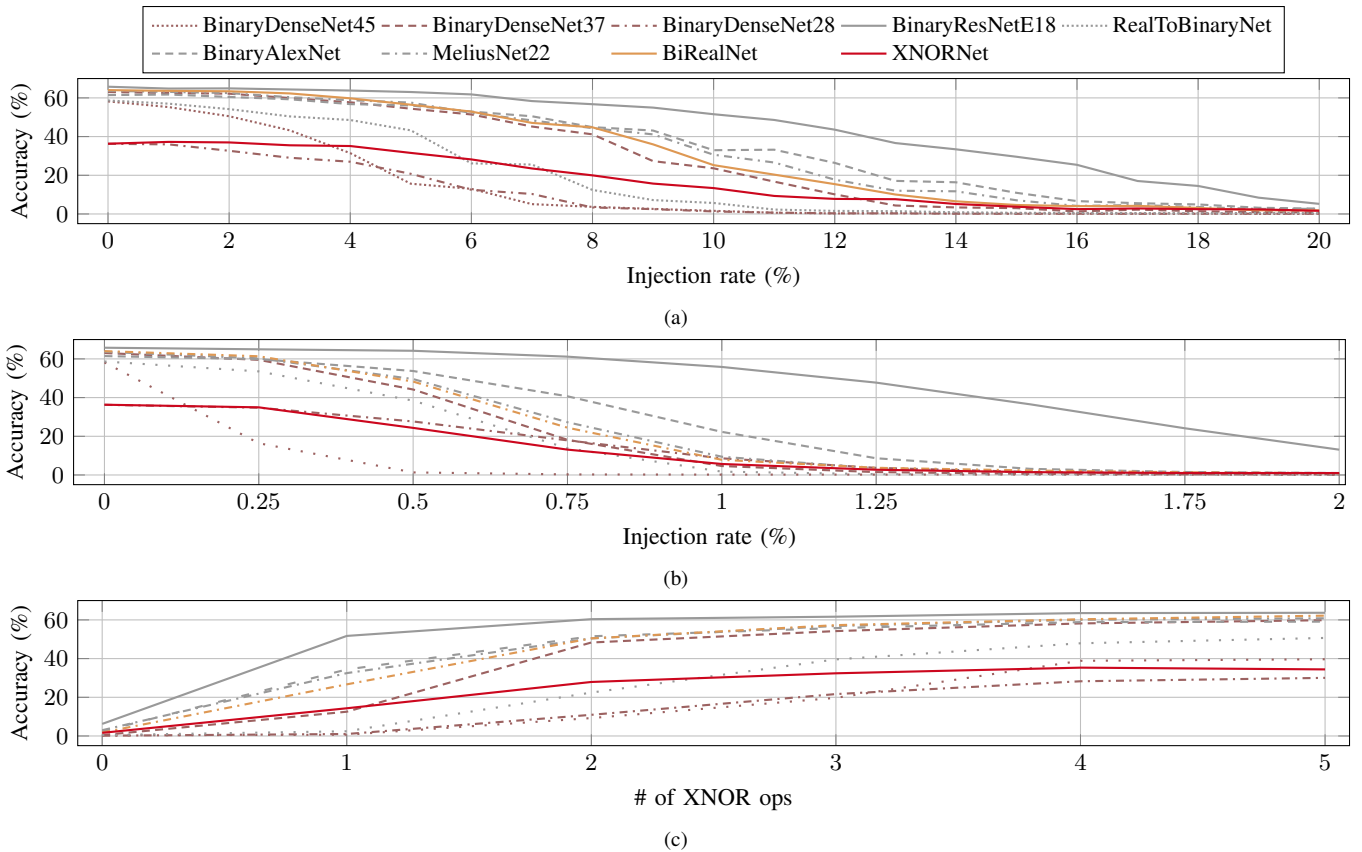 BinaryDenseNet45 BinaryDenseNet37 BinaryDenseNet28 BinaryResNetE18 RealToBinaryNet
BinaryAlexNet MeliusNet22 BiRealNet XNORNet
60
40
20
0
Accuracy (%)
0 2 4 6 8 10 12 14 16 18 20
Injection rate (%)
(a)
60
40
20
0
Accuracy (%)
0 0.25 0.5 0.75 1 1.25 1.75 2
Injection rate (%)
(b)
60
40
20
0
Accuracy (%)
0 1 2 3 4 5
# of XNOR ops
(c)